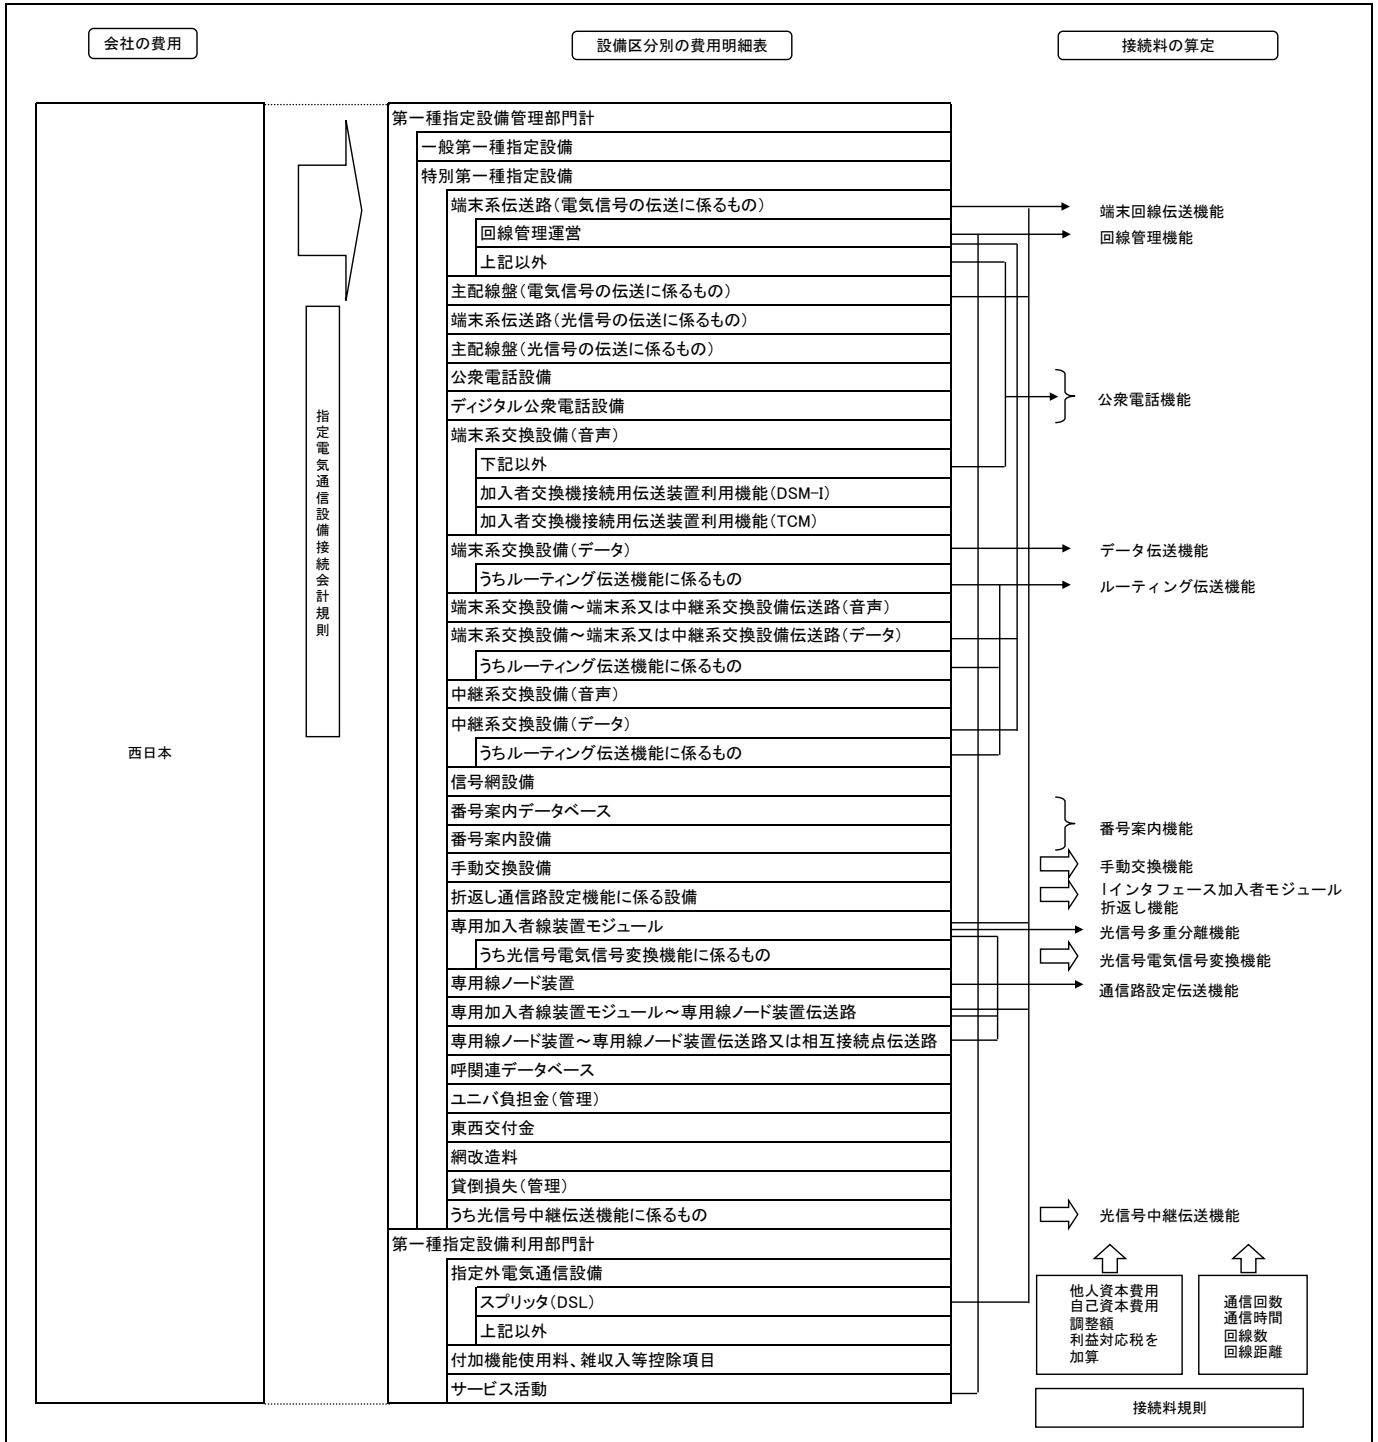 会社の費用
設備区分別の費用明細表
接続料の算定
西日本
指定電気通信設備接続会計規則
第一種指定設備管理部門計
一般第一種指定設備
特別第一種指定設備
端末系伝送路(電気信号の伝送に係るもの)
回線管理運営
上記以外
主配線盤(電気信号の伝送に係るもの)
端末系伝送路(光信号の伝送に係るもの)
主配線盤(光信号の伝送に係るもの)
公衆電話設備
ディジタル公衆電話設備
端末系交換設備(音声)
下記以外
加入者交換機接続用伝送装置利用機能(DSM-I)
加入者交換機接続用伝送装置利用機能(TCM)
端末系交換設備(データ)
うちルーティング伝送機能に係るもの
端末系交換設備～端末系又は中継系交換設備伝送路(音声)
端末系交換設備～端末系又は中継系交換設備伝送路(データ)
うちルーティング伝送機能に係るもの
中継系交換設備(音声)
中継系交換設備(データ)
うちルーティング伝送機能に係るもの
信号網設備
番号案内データベース
番号案内設備
手動交換設備
折返し通信路設定機能に係る設備
専用加入者線装置モジュール
うち光信号電気信号変換機能に係るもの
専用線ノード装置
専用加入者線装置モジュール～専用線ノード装置伝送路
専用線ノード装置～専用線ノード装置伝送路又は相互接続点伝送路
呼関連データベース
ユニバ負担金(管理)
東西交付金
網改造料
貸倒損失(管理)
うち光信号中継伝送機能に係るもの
第一種指定設備利用部門計
指定外電気通信設備
スプリッタ(DSL)
上記以外
付加機能使用料、雑収入等控除項目
サービス活動
端末回線伝送機能
回線管理機能
公衆電話機能
データ伝送機能
ルーティング伝送機能
番号案内機能
手動交換機能
Iインタフェース加入者モジュール
折返し機能
光信号多重分離機能
光信号電気信号変換機能
通信路設定伝送機能
光信号中継伝送機能
他人資本費用
自己資本費用
調整額
利益対応税を
加算
通信回数
通信時間
回線数
回線距離
接続料規則